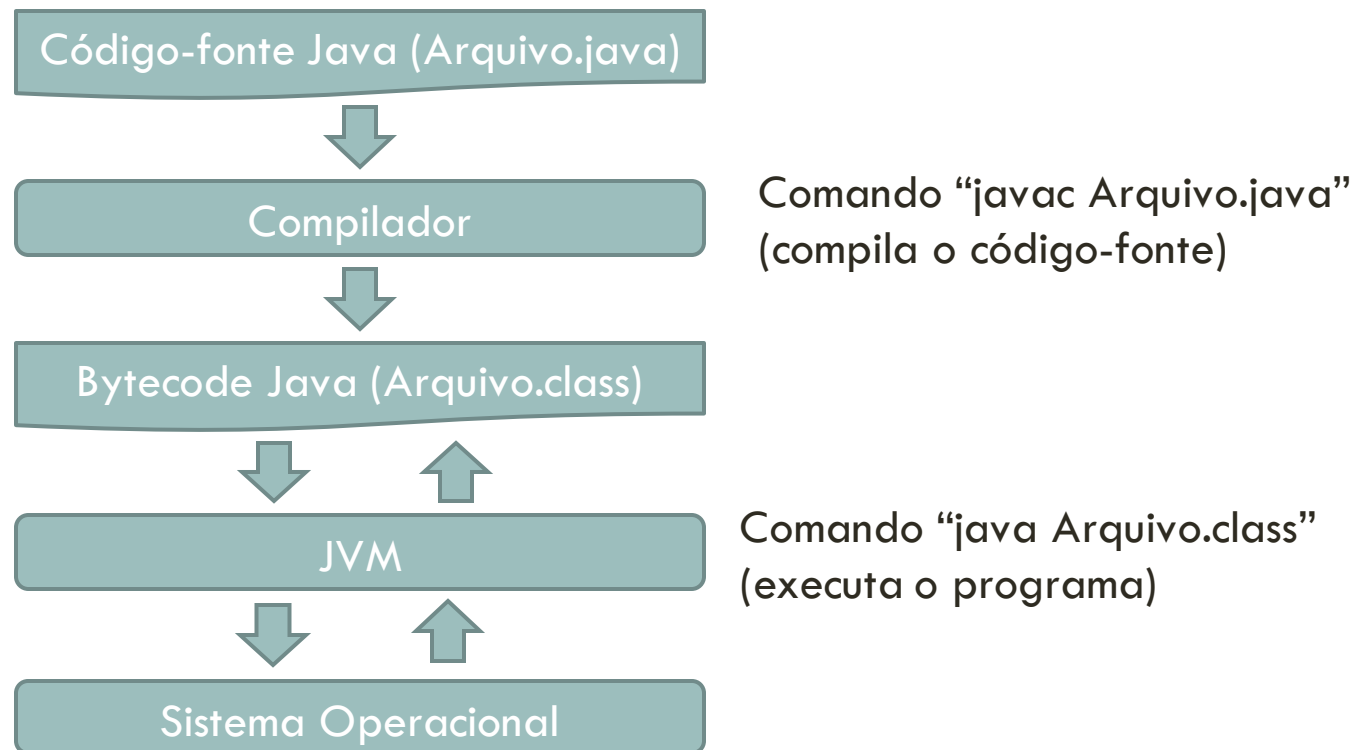 Código-fonte Java (Arquivo.java)
Compilador
Comando “javac Arquivo.java”
(compila o código-fonte)
Bytecode Java (Arquivo.class)
JVM
Comando “java Arquivo.class”
(executa o programa)
Sistema Operacional